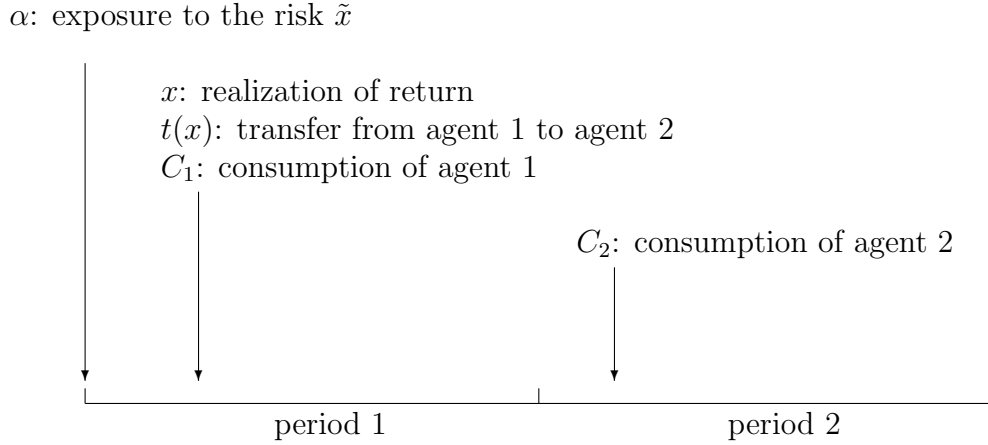 α: exposure to the risk x̃
x: realization of return
t(x): transfer from agent 1 to agent 2
C₁: consumption of agent 1
C₂: consumption of agent 2
period 1
period 2